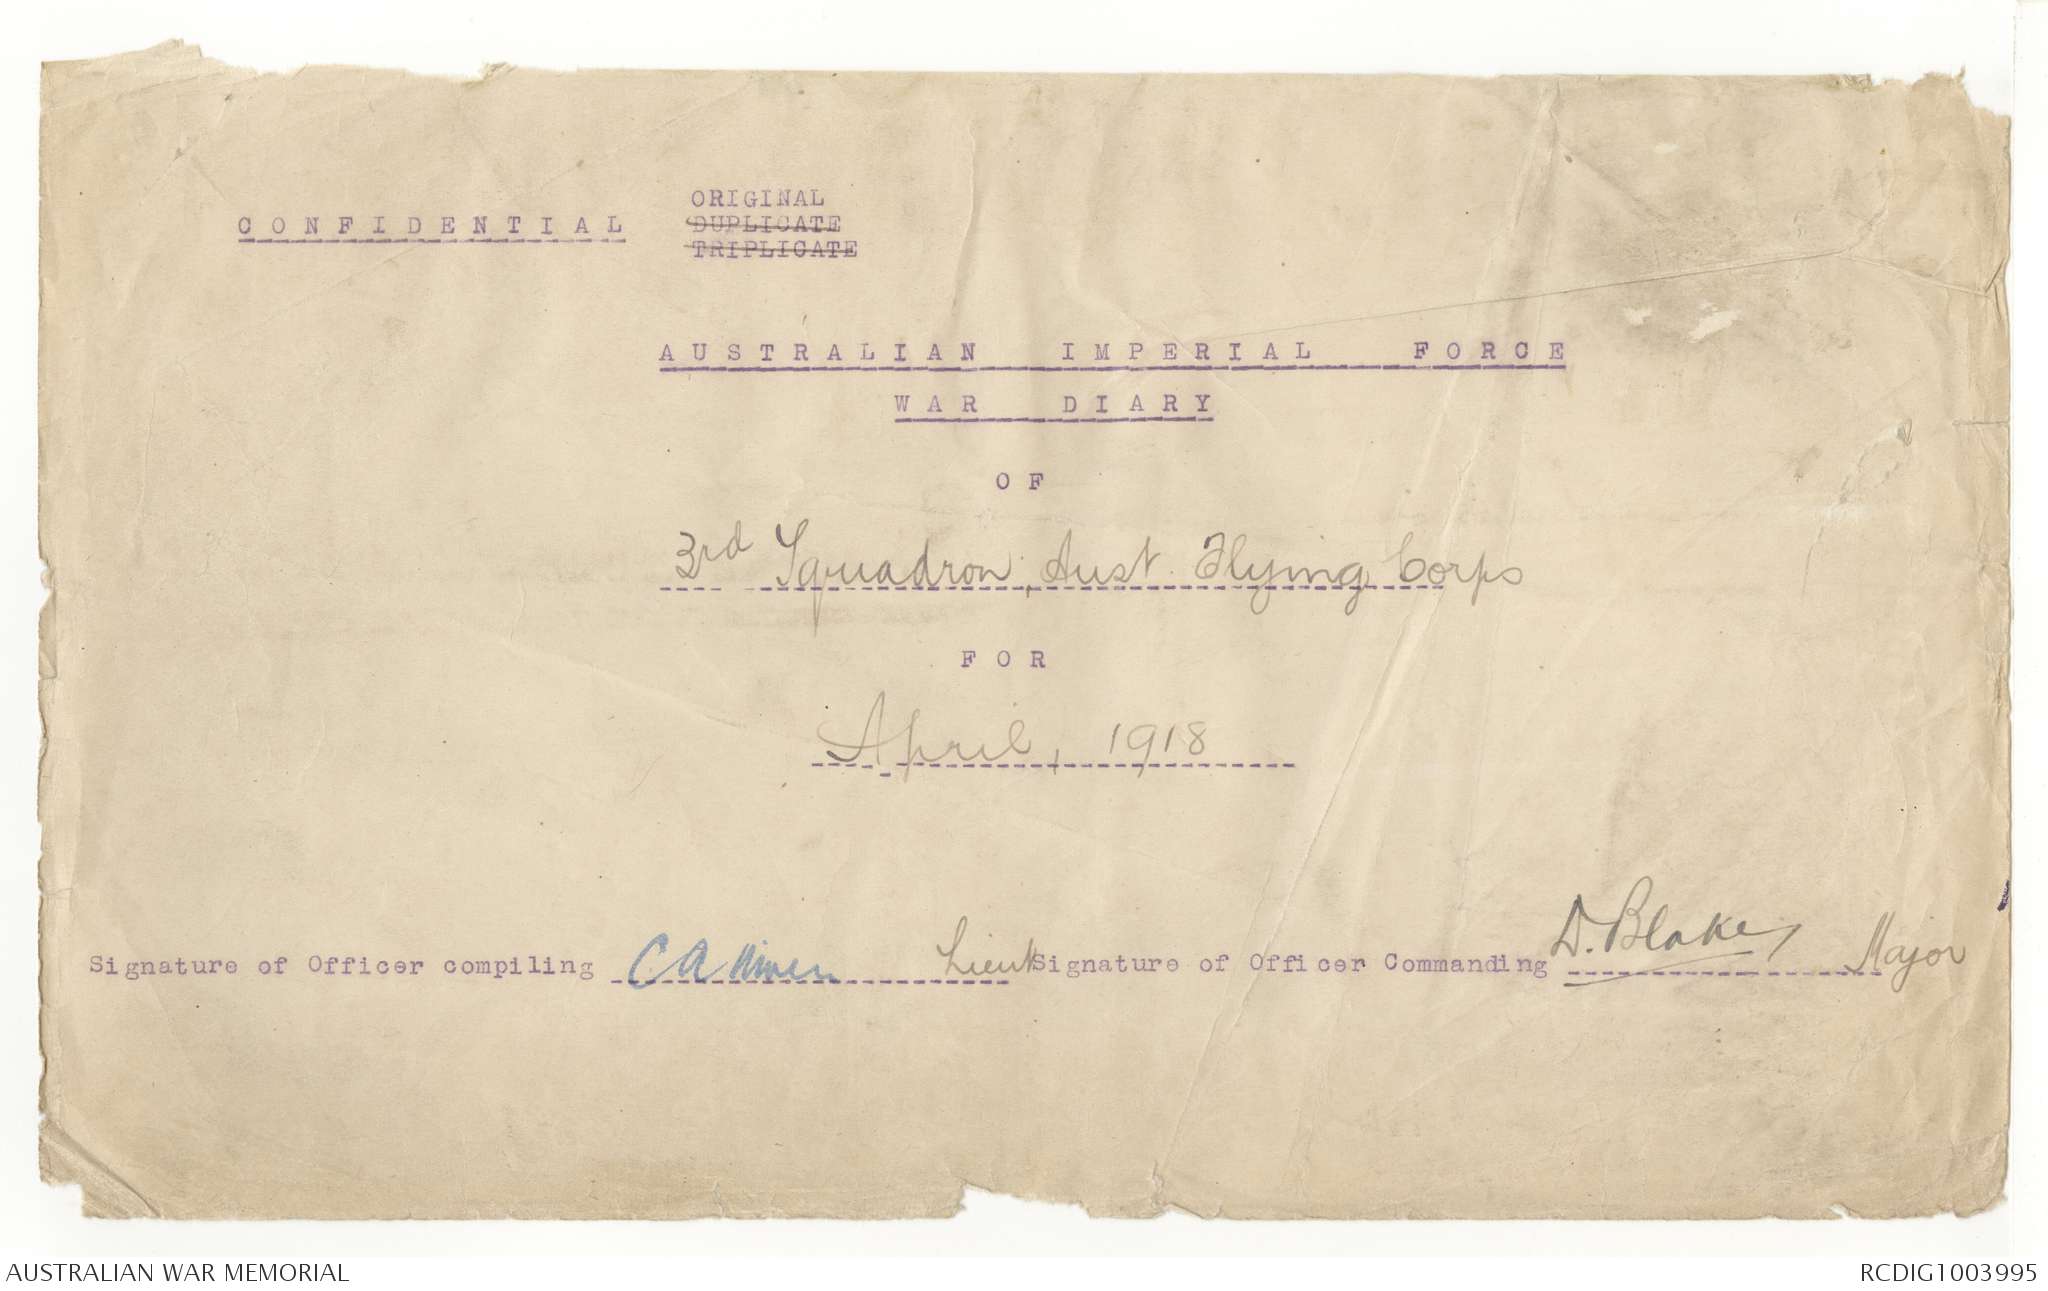 CONFIDENTIAL
ORIGINAL
DUPLICATE
TRIPLICATE
AUSTRALIAN IMPERIAL FORCE
WAR DIARY
OF
3rd Squadron, Aust. Flying Corps
FOR
April, 1918
Signature of Officer compiling C A Lieut Signature of Officer Commanding D. Blake, Major
AUSTRALIAN WAR MEMORIAL RCDIG1003995